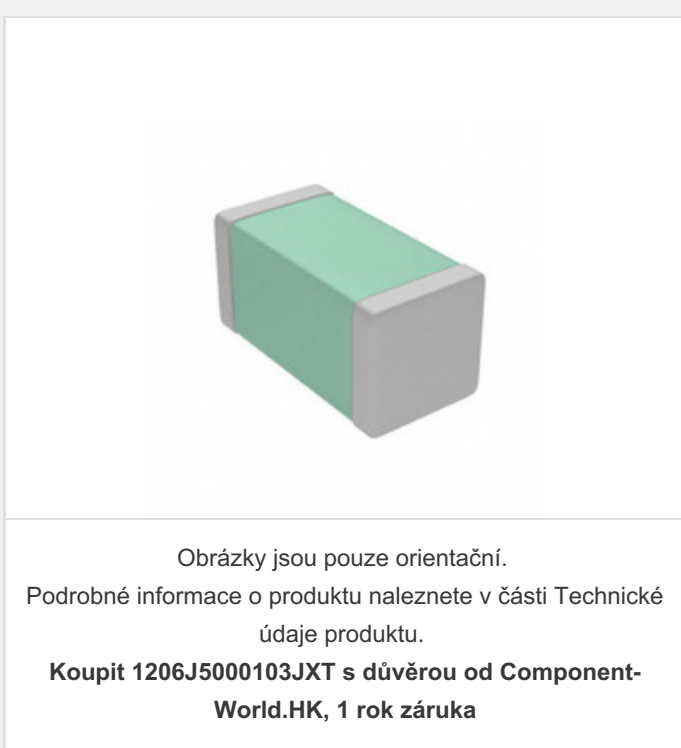 Obrázky jsou pouze orientační.
Podrobné informace o produktu naleznete v části Technické
údaje produktu.
Koupit 1206J5000103JXT s důvěrou od Component-
World.HK, 1 rok záruka